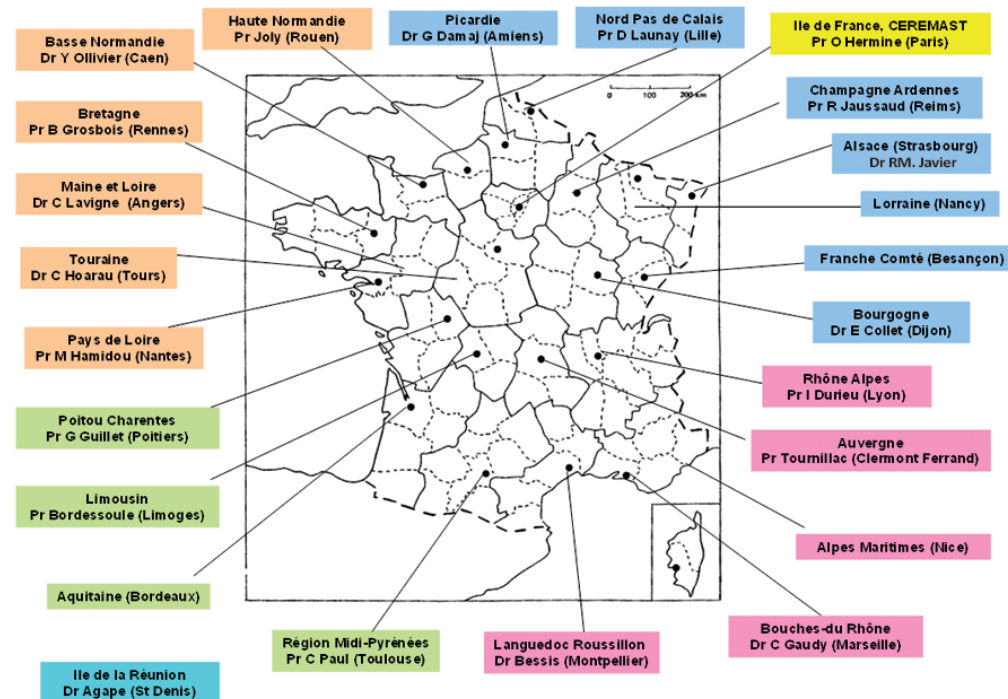 Haute Normandie
Pr Joly (Rouen)
Picardie
Dr G Damaj (Amiens)
Nord Pas de Calais
Pr D Launay (Lille)
Ile de France, CEREMAST
Pr O Hermine (Paris)
Basse Normandie
Dr Y Ollivier (Caen)
Champagne Ardennes
Pr R Jaussaud (Reims)
0 100 200 km
Bretagne
Pr B Grosbois (Rennes)
Alsace (Strasbourg)
Dr RM. Javier
Maine et Loire
Dr C Lavigne (Angers)
Lorraine (Nancy)
Touraine
Dr C Hoarau (Tours)
Franche Comté (Besançon)
Bourgogne
Dr E Collet (Dijon)
Pays de Loire
Pr M Hamidou (Nantes)
Rhône Alpes
Pr I Durieu (Lyon)
Poitou Charentes
Pr G Guillet (Poitiers)
Auvergne
Pr Tournillac (Clermont Ferrand)
Limousin
Pr Bordessoule (Limoges)
Alpes Maritimes (Nice)
Aquitaine (Bordeaux)
Région Midi-Pyrénées
Pr C Paul (Toulouse)
Languedoc Roussillon
Dr Bessis (Montpellier)
Bouches-du Rhône
Dr C Gaudy (Marseille)
Ile de la Réunion
Dr Agape (St Denis)